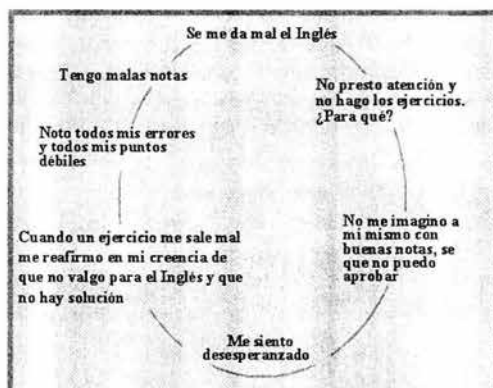 Se me da mal el Inglés
No presto atención y
no hago los ejercicios.
¿Para qué?
No me imagino a
mi mismo con
buenas notas, se
que no puedo
aprobar
Me siento
desesperanzado
Cuando un ejercicio me sale mal
me reafirmo en mi creencia de
que no valgo para el Inglés y que
no hay solución
Noto todos mis errores
y todos mis puntos
débiles
Tengo malas notas